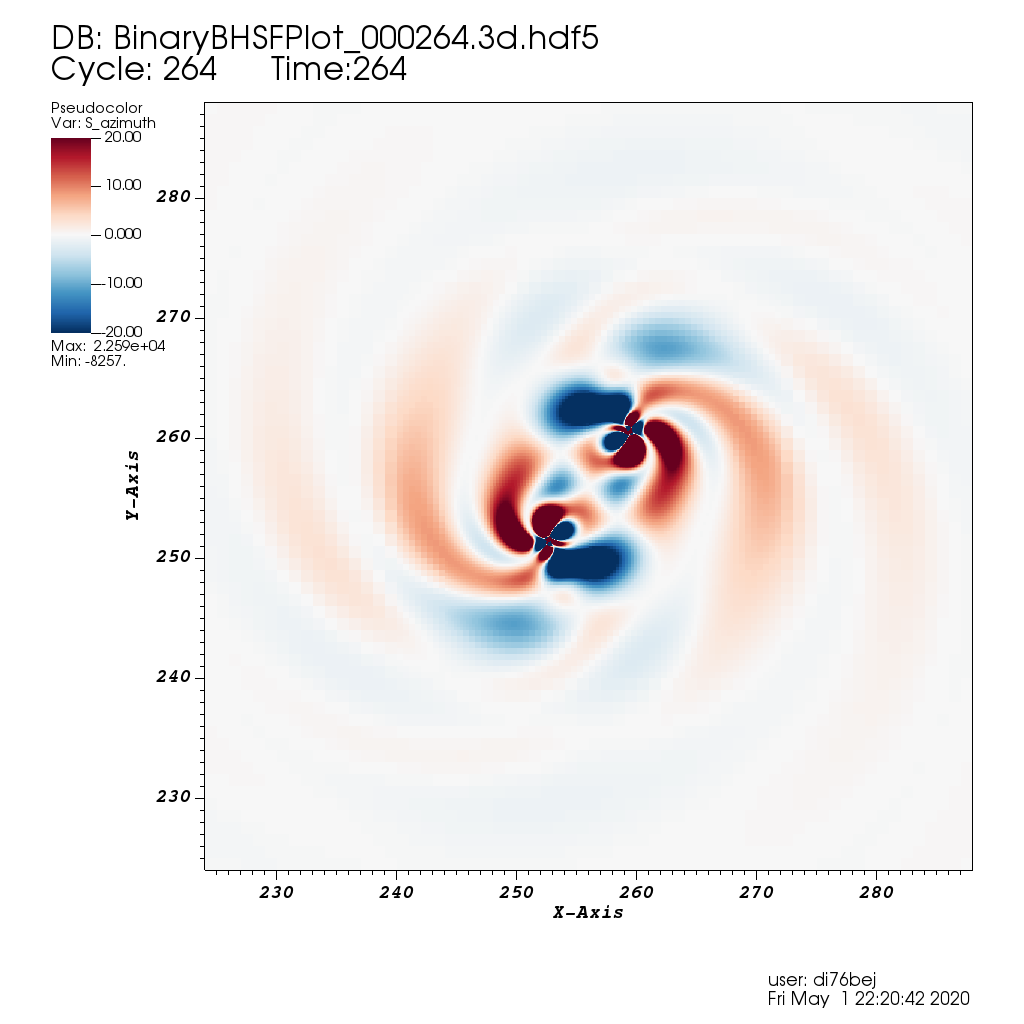 DB: BinaryBHSFPlot_000264.3d.hdf5
Cycle: 264 Time:264
Pseudocolor
Var: S_azimuth
20.00
10.00
0.000
-10.00
-20.00
Max: 2.259e+04
Min: -8257.
280
270
260
250
240
230
Y-Axis
230 240 250 260 270 280
X-Axis
user: di76bej
Fri May 1 22:20:42 2020